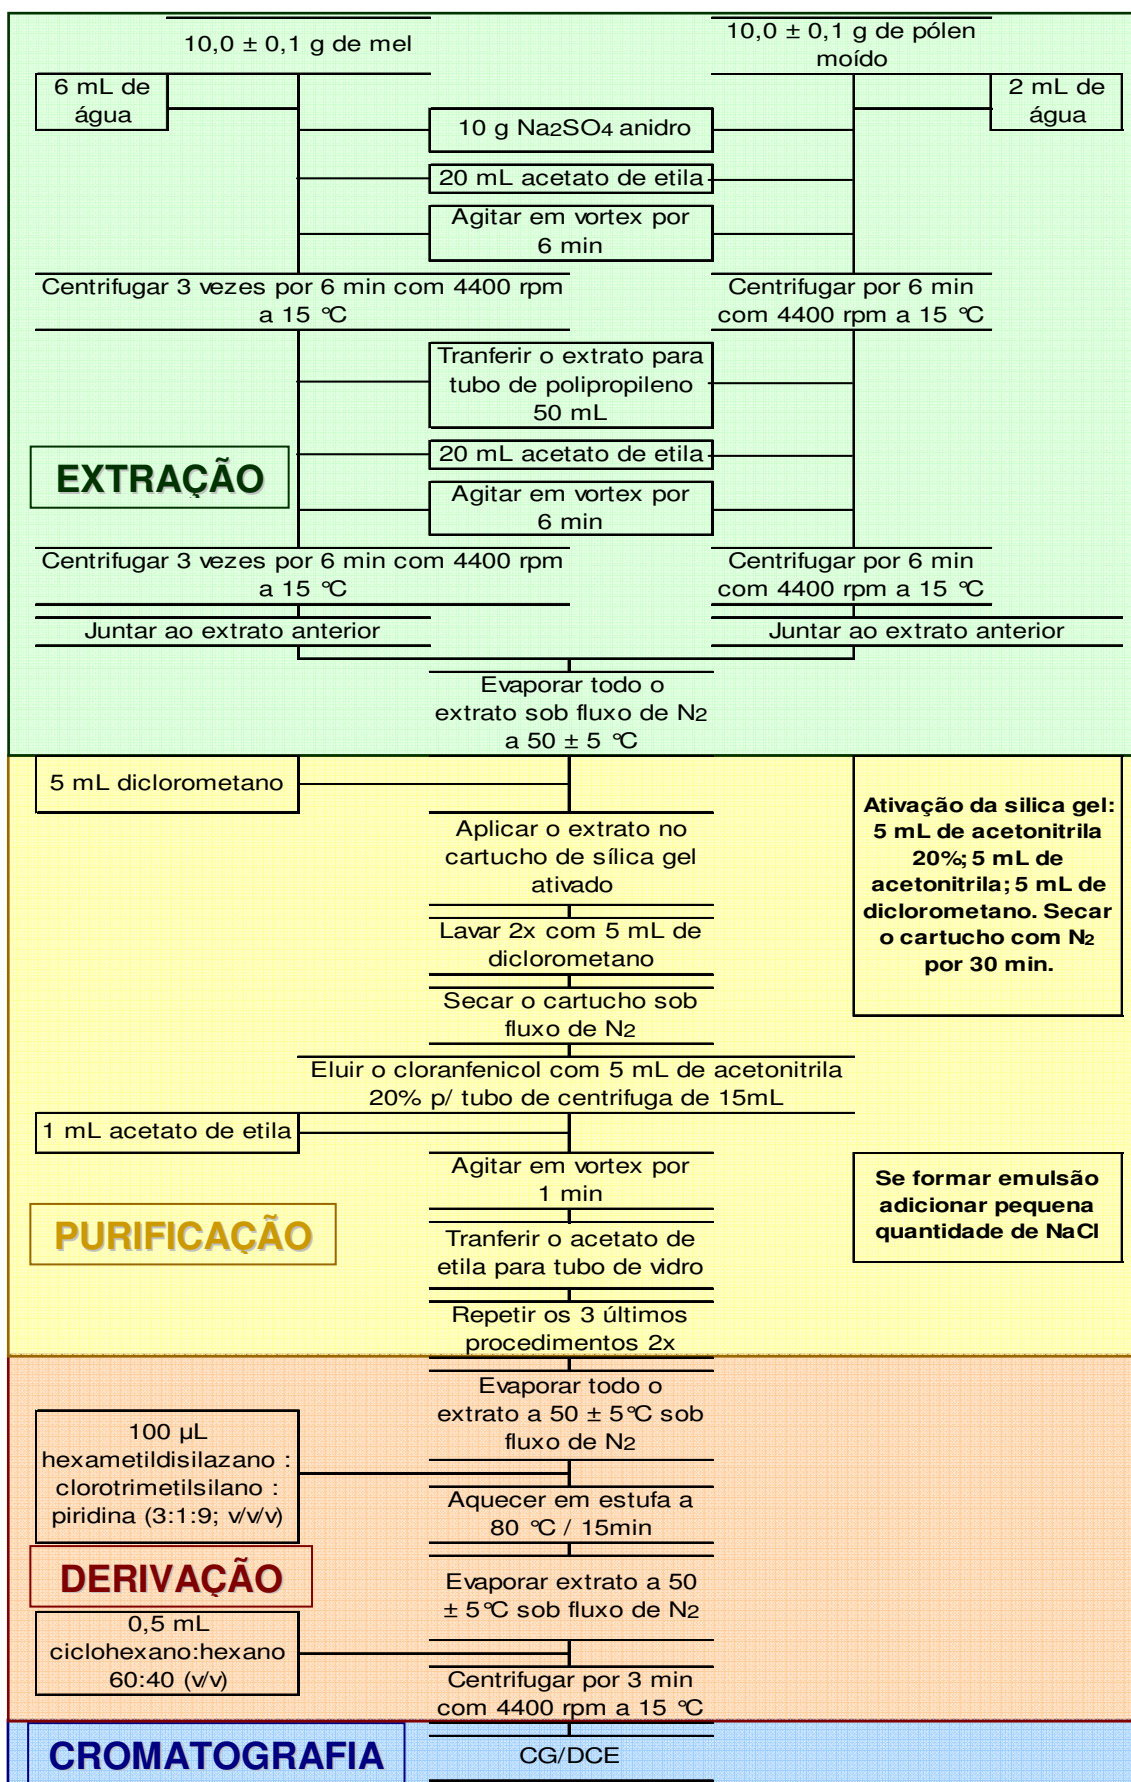 10,0 ± 0,1 g de mel
10,0 ± 0,1 g de pólen
moído
6 mL de
água
2 mL de
água
10 g Na2SO4 anidro
20 mL acetato de etila
Agitar em vortex por
6 min
Centrifugar 3 vezes por 6 min com 4400 rpm
a 15 °C
Centrifugar por 6 min
com 4400 rpm a 15 °C
Tranferir o extrato para
tubo de polipropileno
50 mL
20 mL acetato de etila
EXTRAÇÃO
Agitar em vortex por
6 min
Centrifugar 3 vezes por 6 min com 4400 rpm
a 15 °C
Centrifugar por 6 min
com 4400 rpm a 15 °C
Juntar ao extrato anterior
Juntar ao extrato anterior
Evaporar todo o
extrato sob fluxo de N2
a 50 ± 5 °C
5 mL diclorometano
Ativação da silica gel:
5 mL de acetonitrila
20%; 5 mL de
acetonitrila; 5 mL de
diclorometano. Secar
o cartucho com N2
por 30 min.
Aplicar o extrato no
cartucho de sílica gel
ativado
Lavar 2x com 5 mL de
diclorometano
Secar o cartucho sob
fluxo de N2
Eluir o cloranfenicol com 5 mL de acetonitrila
20% p/ tubo de centrifuga de 15mL
1 mL acetato de etila
Agitar em vortex por
1 min
Se formar emulsão
adicionar pequena
quantidade de NaCl
PURIFICAÇÃO
Tranferir o acetato de
etila para tubo de vidro
Repetir os 3 últimos
procedimentos 2x
Evaporar todo o
extrato a 50 ± 5°C sob
fluxo de N2
100 µL
hexametildisilazano :
clorotrimetilsilano :
piridina (3:1:9; v/v/v)
Aquecer em estufa a
80 °C / 15min
DERIVAÇÃO
Evaporar extrato a 50
± 5°C sob fluxo de N2
0,5 mL
ciclohexano:hexano
60:40 (v/v)
Centrifugar por 3 min
com 4400 rpm a 15 °C
CROMATOGRAFIA
CG/DCE